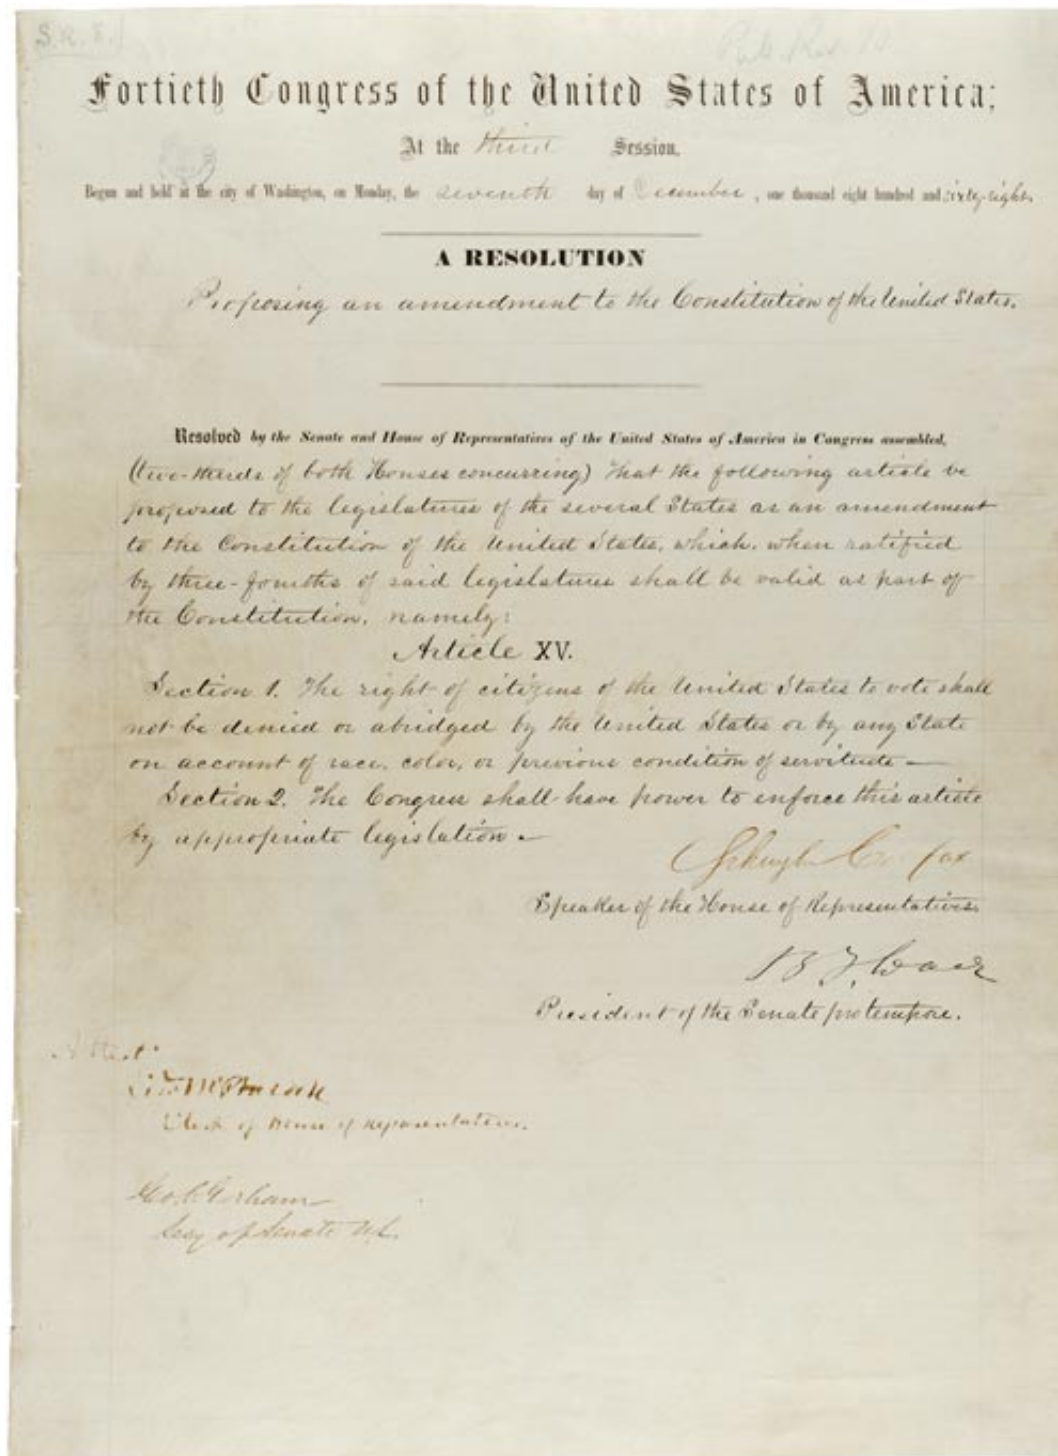 S.R. 8.
Fortieth Congress of the United States of America;
At the third Session,
Begun and held at the city of Washington, on Monday, the seventh day of December, one thousand eight hundred and sixty-eight
A RESOLUTION
Proposing an amendment to the Constitution of the United States.
Resolved by the Senate and House of Representatives of the United States of America in Congress assembled,
(two-thirds of both Houses concurring) That the following article be
proposed to the legislatures of the several States as an amendment
to the Constitution of the United States, which, when ratified
by three-fourths of said legislatures shall be valid as part of
the Constitution, namely:
Article XV.
Section 1. The right of citizens of the United States to vote shall
not be denied or abridged by the United States or by any State
on account of race, color, or previous condition of servitude—
Section 2. The Congress shall have power to enforce this article
by appropriate legislation—
Schuyler Colfax
Speaker of the House of Representatives.
B F Wade
President of the Senate protempore.
Attest:
Edwd McPherson
Clerk of House of Representatives.
Geo. C. Gorham
Secy of Senate U.S.